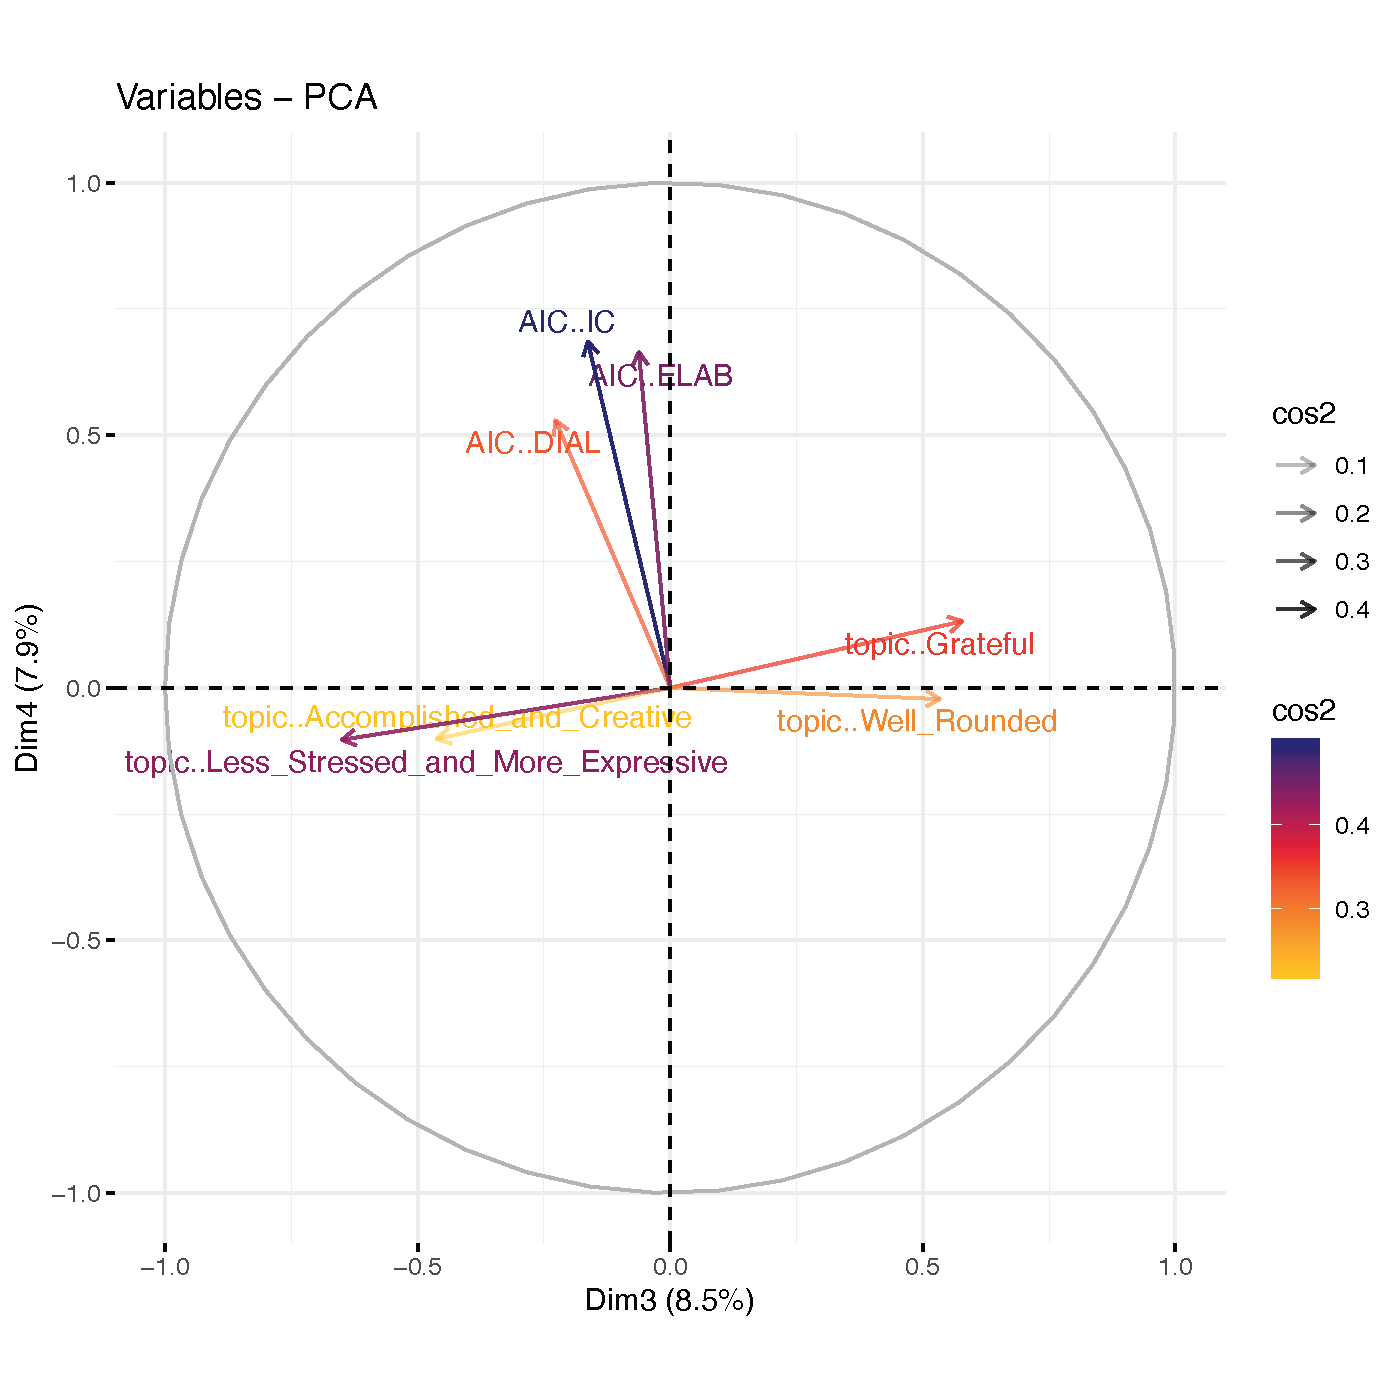 Variables – PCA
1.0
0.5
0.0
−0.5
−1.0
Dim4 (7.9%)
AIC..IC
AIC..ELAB
AIC..DIAL
topic..Grateful
topic..Accomplished_and_Creative
topic..Well_Rounded
topic..Less_Stressed_and_More_Expressive
−1.0
−0.5
0.0
0.5
1.0
Dim3 (8.5%)
cos2
0.1
0.2
0.3
0.4
cos2
0.4
0.3